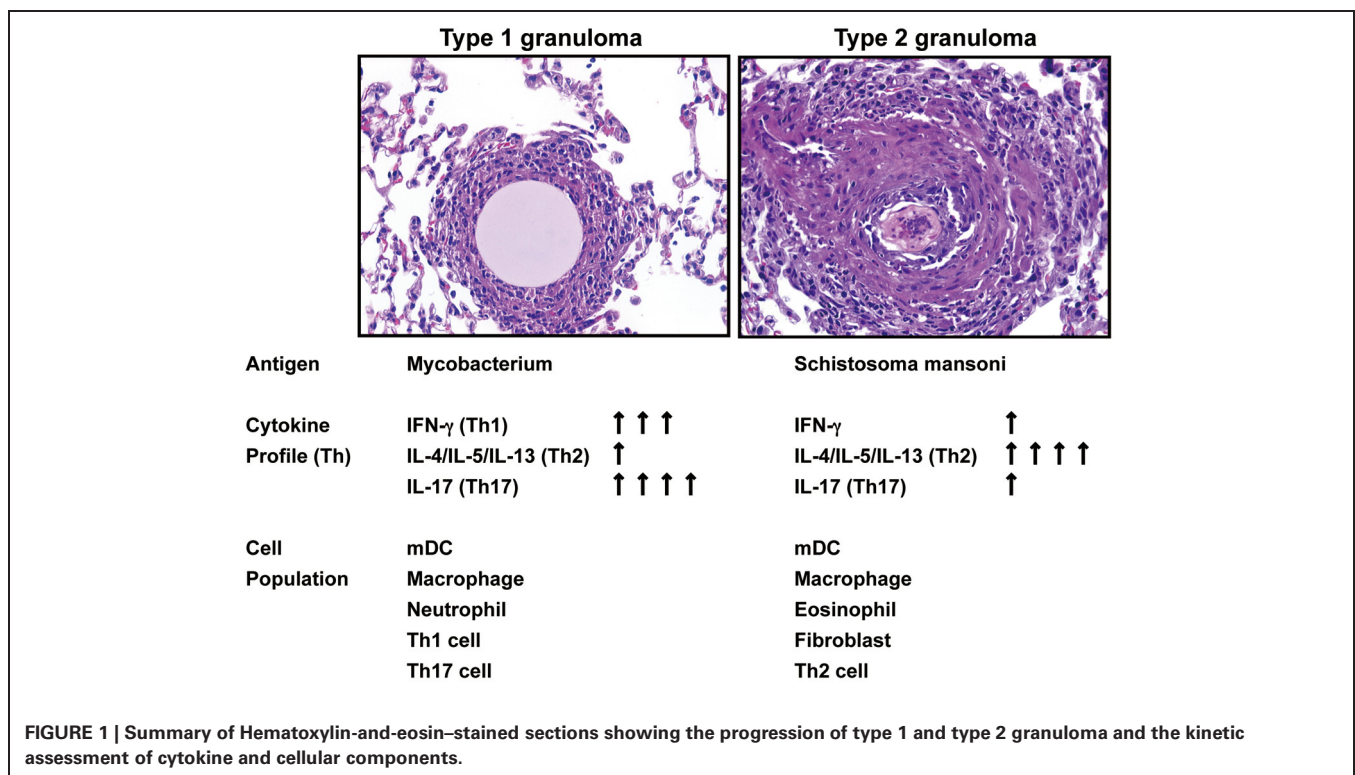 Type 1 granuloma Type 2 granuloma
Antigen Mycobacterium Schistosoma mansoni
Cytokine IFN-γ (Th1) ↑ ↑ ↑ IFN-γ ↑
Profile (Th) IL-4/IL-5/IL-13 (Th2) ↑ IL-4/IL-5/IL-13 (Th2) ↑ ↑ ↑ ↑
IL-17 (Th17) ↑ ↑ ↑ ↑ IL-17 (Th17) ↑
Cell mDC mDC
Population Macrophage Macrophage
Neutrophil Eosinophil
Th1 cell Fibroblast
Th17 cell Th2 cell
FIGURE 1 | Summary of Hematoxylin-and-eosin–stained sections showing the progression of type 1 and type 2 granuloma and the kinetic
assessment of cytokine and cellular components.